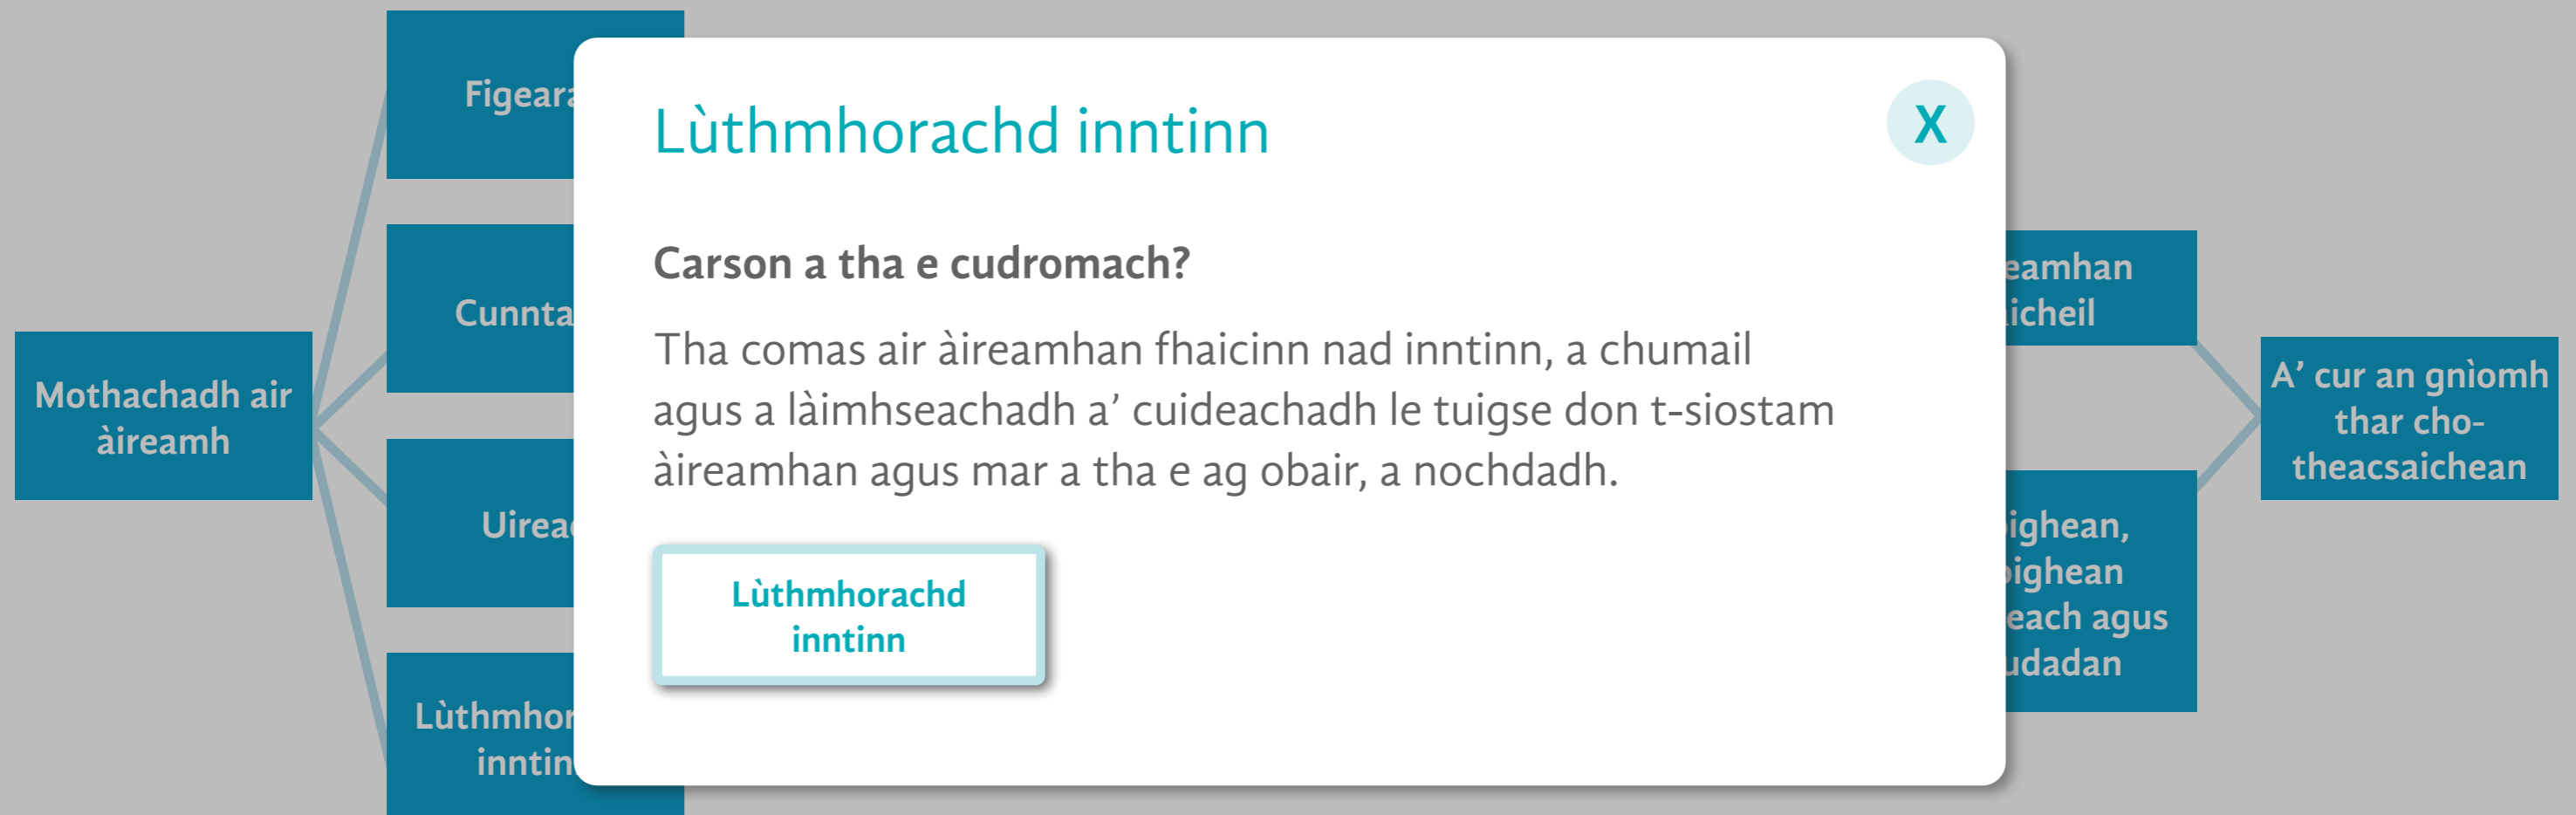 Mothachadh air
àireamh
Lùthmhorachd inntinn
X
Carson a tha e cudromach?
Tha comas air àireamhan fhaicinn nad inntinn, a chumail
agus a làimhseachadh a’ cuideachadh le tuigse don t-siostam
àireamhan agus mar a tha e ag obair, a nochdadh.
Lùthmhorachd
inntinn
agus
A’ cur an gnìomh
thar cho-
theacsaichean